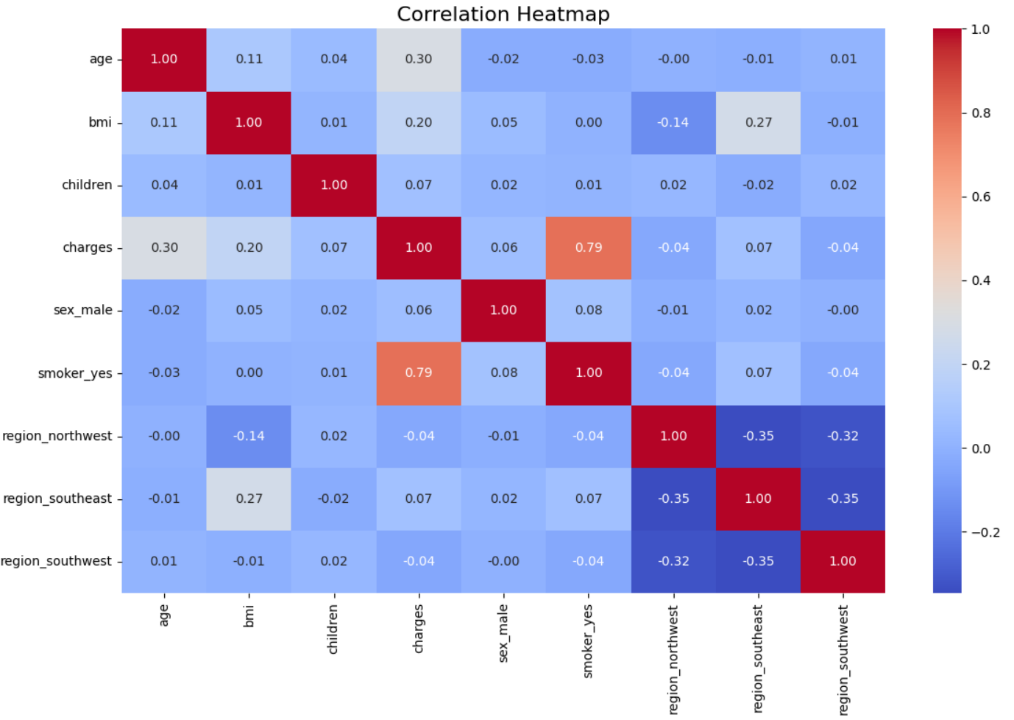 Correlation Heatmap
age 1.00 0.11 0.04 0.30 -0.02 -0.03 -0.00 -0.01 0.01
bmi 0.11 1.00 0.01 0.20 0.05 0.00 -0.14 0.27 -0.01
children 0.04 0.01 1.00 0.07 0.02 0.01 0.02 -0.02 0.02
charges 0.30 0.20 0.07 1.00 0.06 0.79 -0.04 0.07 -0.04
sex_male -0.02 0.05 0.02 0.06 1.00 0.08 -0.01 0.02 -0.00
smoker_yes -0.03 0.00 0.01 0.79 0.08 1.00 -0.04 0.07 -0.04
region_northwest -0.00 -0.14 0.02 -0.04 -0.01 -0.04 1.00 -0.35 -0.32
region_southeast -0.01 0.27 -0.02 0.07 0.02 0.07 -0.35 1.00 -0.35
region_southwest 0.01 -0.01 0.02 -0.04 -0.00 -0.04 -0.32 -0.35 1.00
age
bmi
children
charges
sex_male
smoker_yes
region_northwest
region_southeast
region_southwest
1.0
0.8
0.6
0.4
0.2
0.0
−0.2